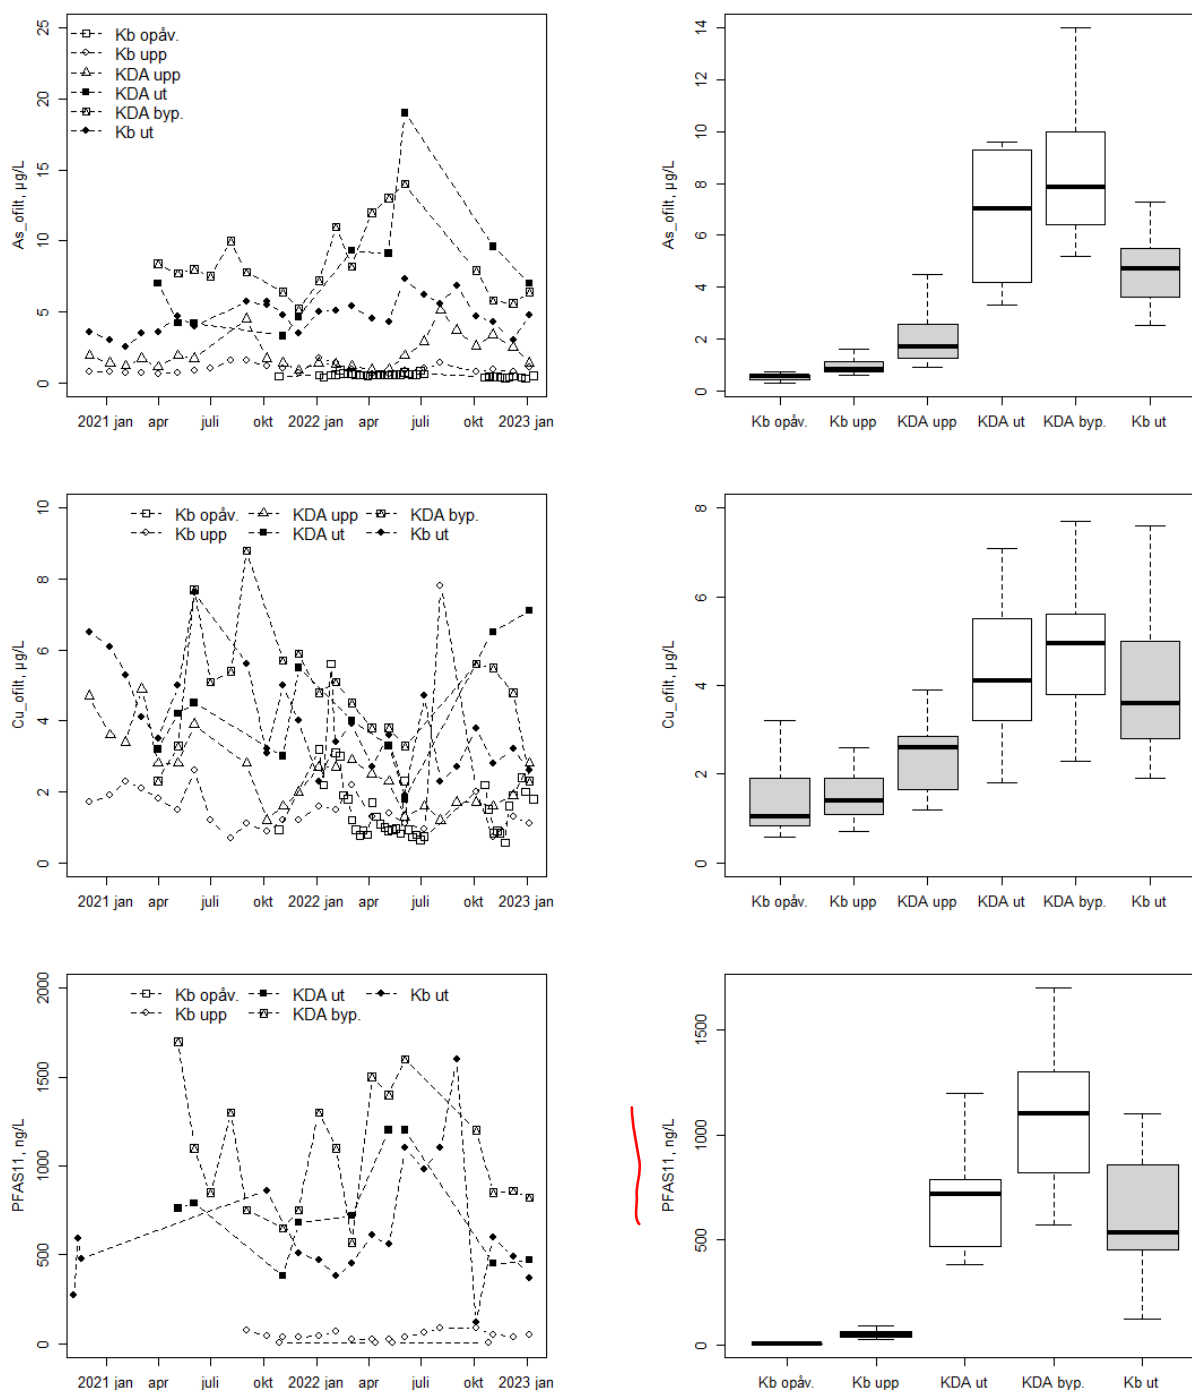 25
20
15
10
5
0
As_ofilt, µg/L
Kb opåv.
Kb upp
KDA upp
KDA ut
KDA byp.
Kb ut
2021 jan apr juli okt 2022 jan apr juli okt 2023 jan
14
12
10
8
6
4
2
0
As_ofilt, µg/L
Kb opåv. Kb upp KDA upp KDA ut KDA byp. Kb ut
10
8
6
4
2
0
Cu_ofilt, µg/L
Kb opåv. KDA upp KDA byp.
Kb upp KDA ut Kb ut
2021 jan apr juli okt 2022 jan apr juli okt 2023 jan
8
6
4
2
0
Cu_ofilt, µg/L
Kb opåv. Kb upp KDA upp KDA ut KDA byp. Kb ut
2000
1500
1000
500
0
PFAS11, ng/L
Kb opåv. KDA ut Kb ut
Kb upp KDA byp.
2021 jan apr juli okt 2022 jan apr juli okt 2023 jan
1500
1000
500
0
PFAS11, ng/L
Kb opåv. Kb upp KDA ut KDA byp. Kb ut